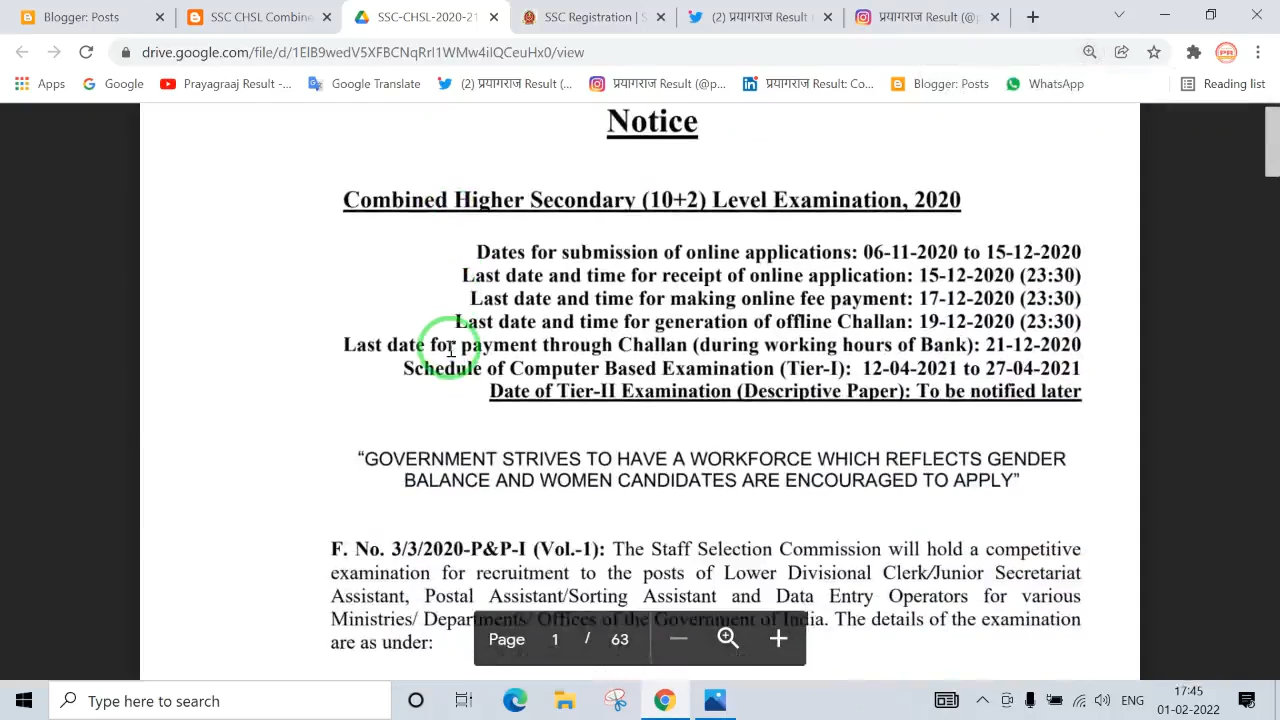 Blogger: Posts
SSC CHSL Combine
SSC-CHSL-2020-21
SSC Registration | S
(2) प्रयागराज Result (
Instagram (@p
drive.google.com/file/d/1ElB9wedV5XFBCNqRrI1WMw4iIQCeuHx0/view
Apps
Google
Prayagraj Result -...
Google Translate
(2) प्रयागराज Result (...
प्रयागराज Result (@p...
प्रयागराज Result: Co...
Blogger: Posts
WhatsApp
Reading list
Notice
Combined Higher Secondary (10+2) Level Examination, 2020
Dates for submission of online applications: 06-11-2020 to 15-12-2020
Last date and time for receipt of online application: 15-12-2020 (23:30)
Last date and time for making online fee payment: 17-12-2020 (23:30)
Last date and time for generation of offline Challan: 19-12-2020 (23:30)
Last date for payment through Challan (during working hours of Bank): 21-12-2020
Schedule of Computer Based Examination (Tier-I): 12-04-2021 to 27-04-2021
Date of Tier-II Examination (Descriptive Paper): To be notified later
“GOVERNMENT STRIVES TO HAVE A WORKFORCE WHICH REFLECTS GENDER
BALANCE AND WOMEN CANDIDATES ARE ENCOURAGED TO APPLY”
F. No. 3/3/2020-P&P-I (Vol.-1): The Staff Selection Commission will hold a competitive
examination for recruitment to the posts of Lower Divisional Clerk/Junior Secretariat
Assistant, Postal Assistant/Sorting Assistant and Data Entry Operators for various
Ministries/ Departments/ Offices of the Government of India. The details of the examination
are as under:
Page 1 / 63
Type here to search
ENG
17:45
01-02-2022